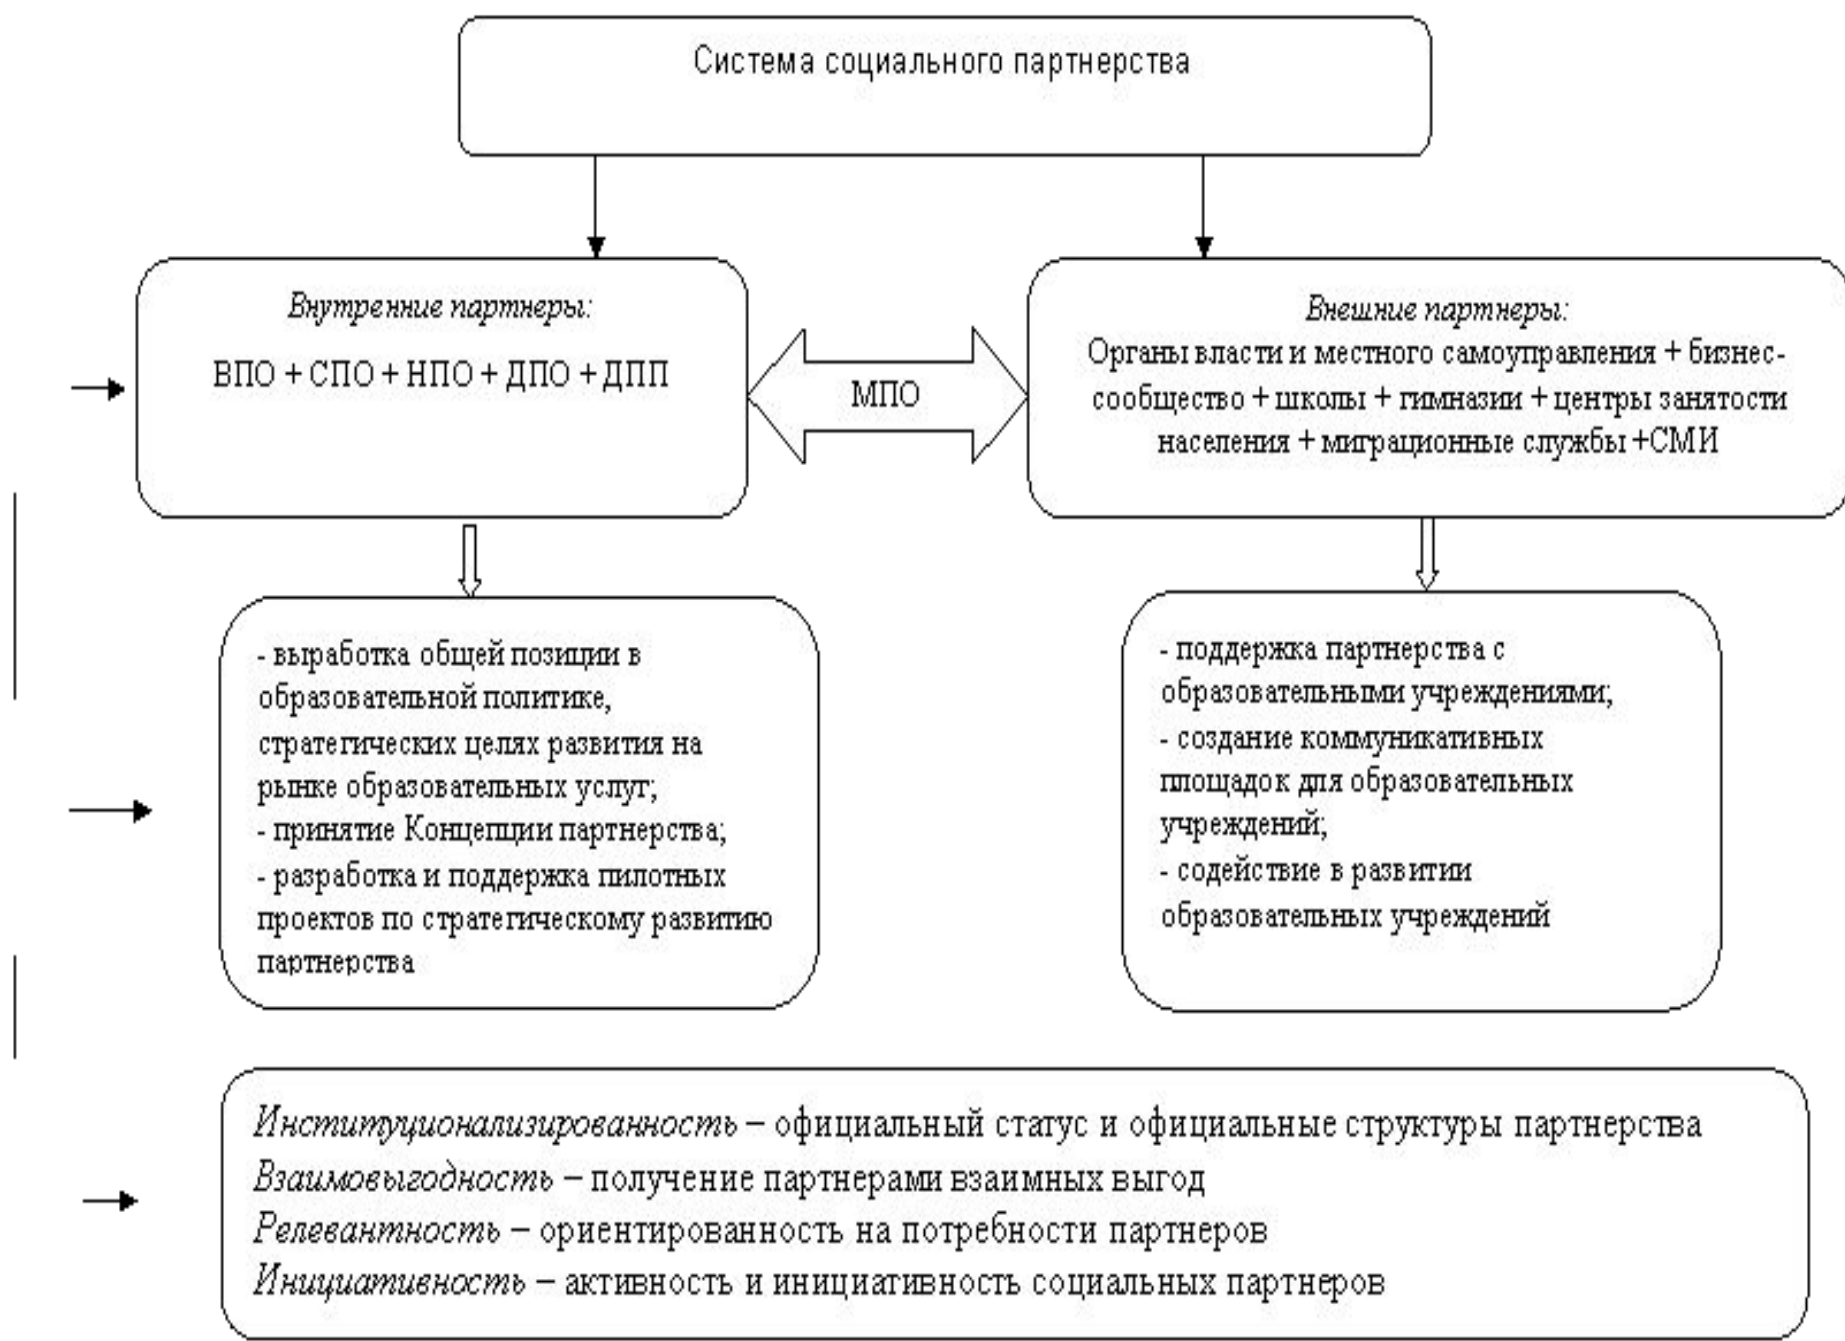 Система социального партнерства
Внутренние партнеры:
ВПО + СПО + НПО + ДПО + ДПП
МПО
Внешние партнеры:
Органы власти и местного самоуправления + бизнес-
сообщество + школы + гимназии + центры занятости
населения + миграционные службы +СМИ
- выработка общей позиции в
образовательной политике,
стратегических целях развития на
рынке образовательных услуг;
- принятие Концепции партнерства;
- разработка и поддержка пилотных
проектов по стратегическому развитию
партнерства
- поддержка партнерства с
образовательными учреждениями;
- создание коммуникативных
площадок для образовательных
учреждений;
- содействие в развитии
образовательных учреждений
Институционализированность – официальный статус и официальные структуры партнерства
Взаимовыгодность – получение партнерами взаимных выгод
Релевантность – ориентированность на потребности партнеров
Инициативность – активность и инициативность социальных партнеров